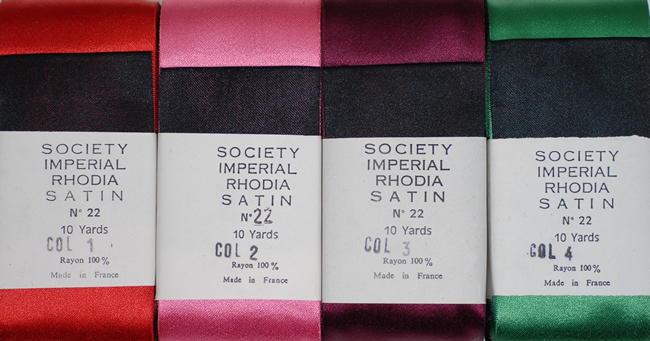 SOCIETY
IMPERIAL
RHODIA
SATIN
N° 22
10 Yards
COL 1
Rayon 100%
Made in France
SOCIETY
IMPERIAL
RHODIA
SATIN
N° 22
10 Yards
COL 2
Rayon 100%
Made in France
SOCIETY
IMPERIAL
RHODIA
SATIN
N° 22
10 Yards
COL 3
Rayon 100%
Made in France
SOCIETY
IMPERIAL
RHODIA
SATIN
N° 22
10 Yards
COL 4
Rayon 100%
Made in France